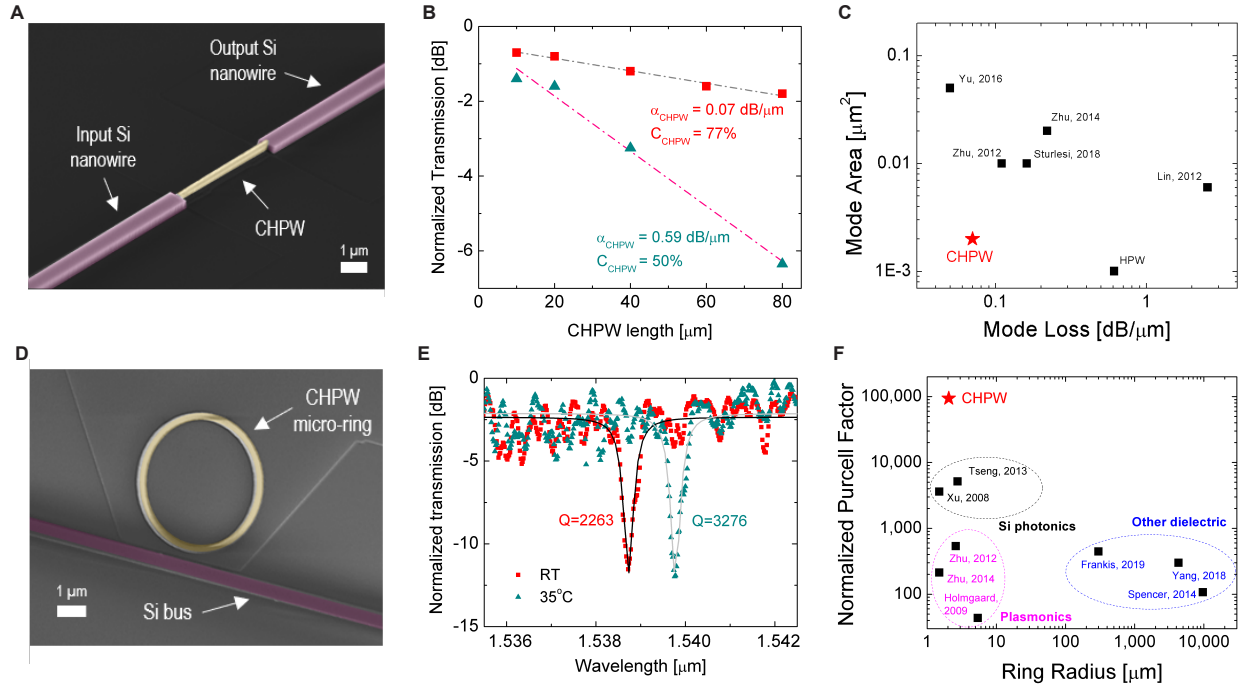 A
Output Si
nanowire
Input Si
nanowire
CHPW
1 µm
B
Normalized Transmission [dB]
0
-2
-4
-6
α_CHPW = 0.07 dB/µm
C_CHPW = 77%
α_CHPW = 0.59 dB/µm
C_CHPW = 50%
0 20 40 60 80
CHPW length [µm]
C
Mode Area [µm²]
0.1
0.01
1E-3
Yu, 2016
Zhu, 2014
Zhu, 2012
Sturlesi, 2018
Lin, 2012
CHPW
HPW
0.1 1
Mode Loss [dB/µm]
D
CHPW
micro-ring
1 µm
Si bus
E
Normalized transmission [dB]
0
-5
-10
-15
Q=2263
Q=3276
RT
35°C
1.536 1.538 1.540 1.542
Wavelength [µm]
F
Normalized Purcell Factor
100,000
10,000
1,000
100
CHPW
Tseng, 2013
Xu, 2008
Si photonics
Other dielectric
Zhu, 2012
Frankis, 2019
Zhu, 2014
Yang, 2018
Holmgaard,
2009
Spencer, 2014
Plasmonics
1 10 100 1,000 10,000
Ring Radius [µm]